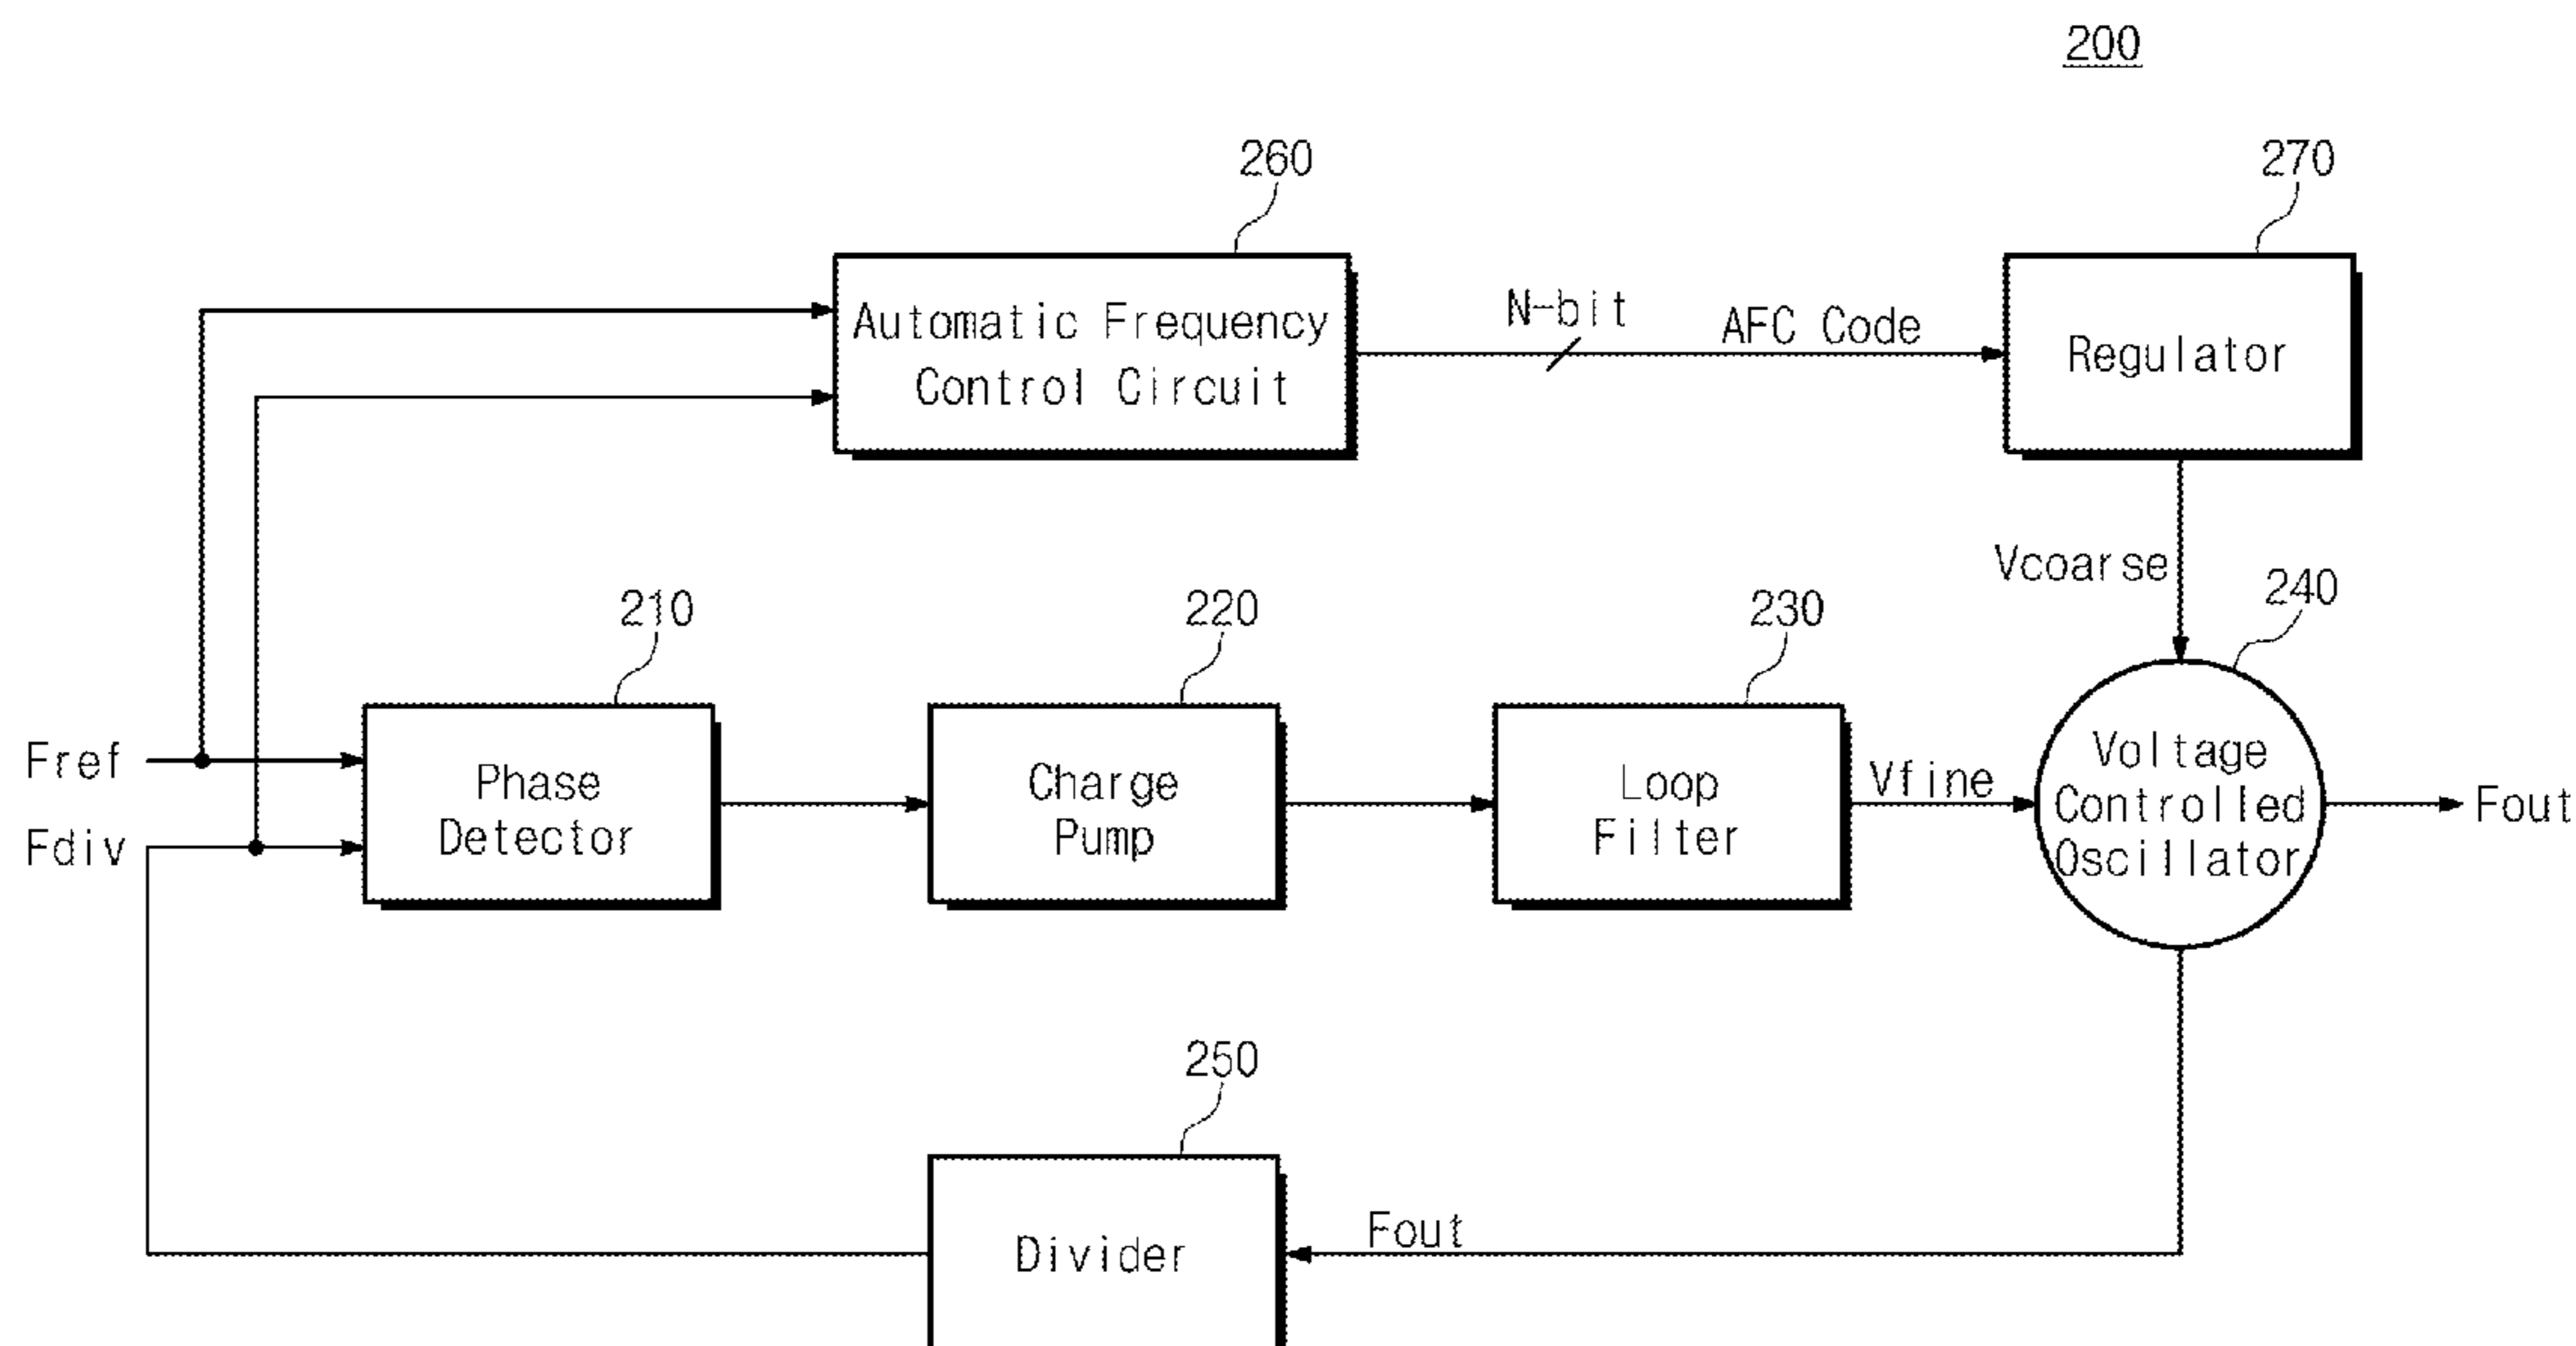 200
260
270
Automatic Frequency
Control Circuit
N-bit
AFC Code
Regulator
Vcoarse
210
220
230
240
Fref
Fdiv
Phase
Detector
Charge
Pump
Loop
Filter
Vfine
Voltage
Controlled
Oscillator
Fout
250
Divider
Fout